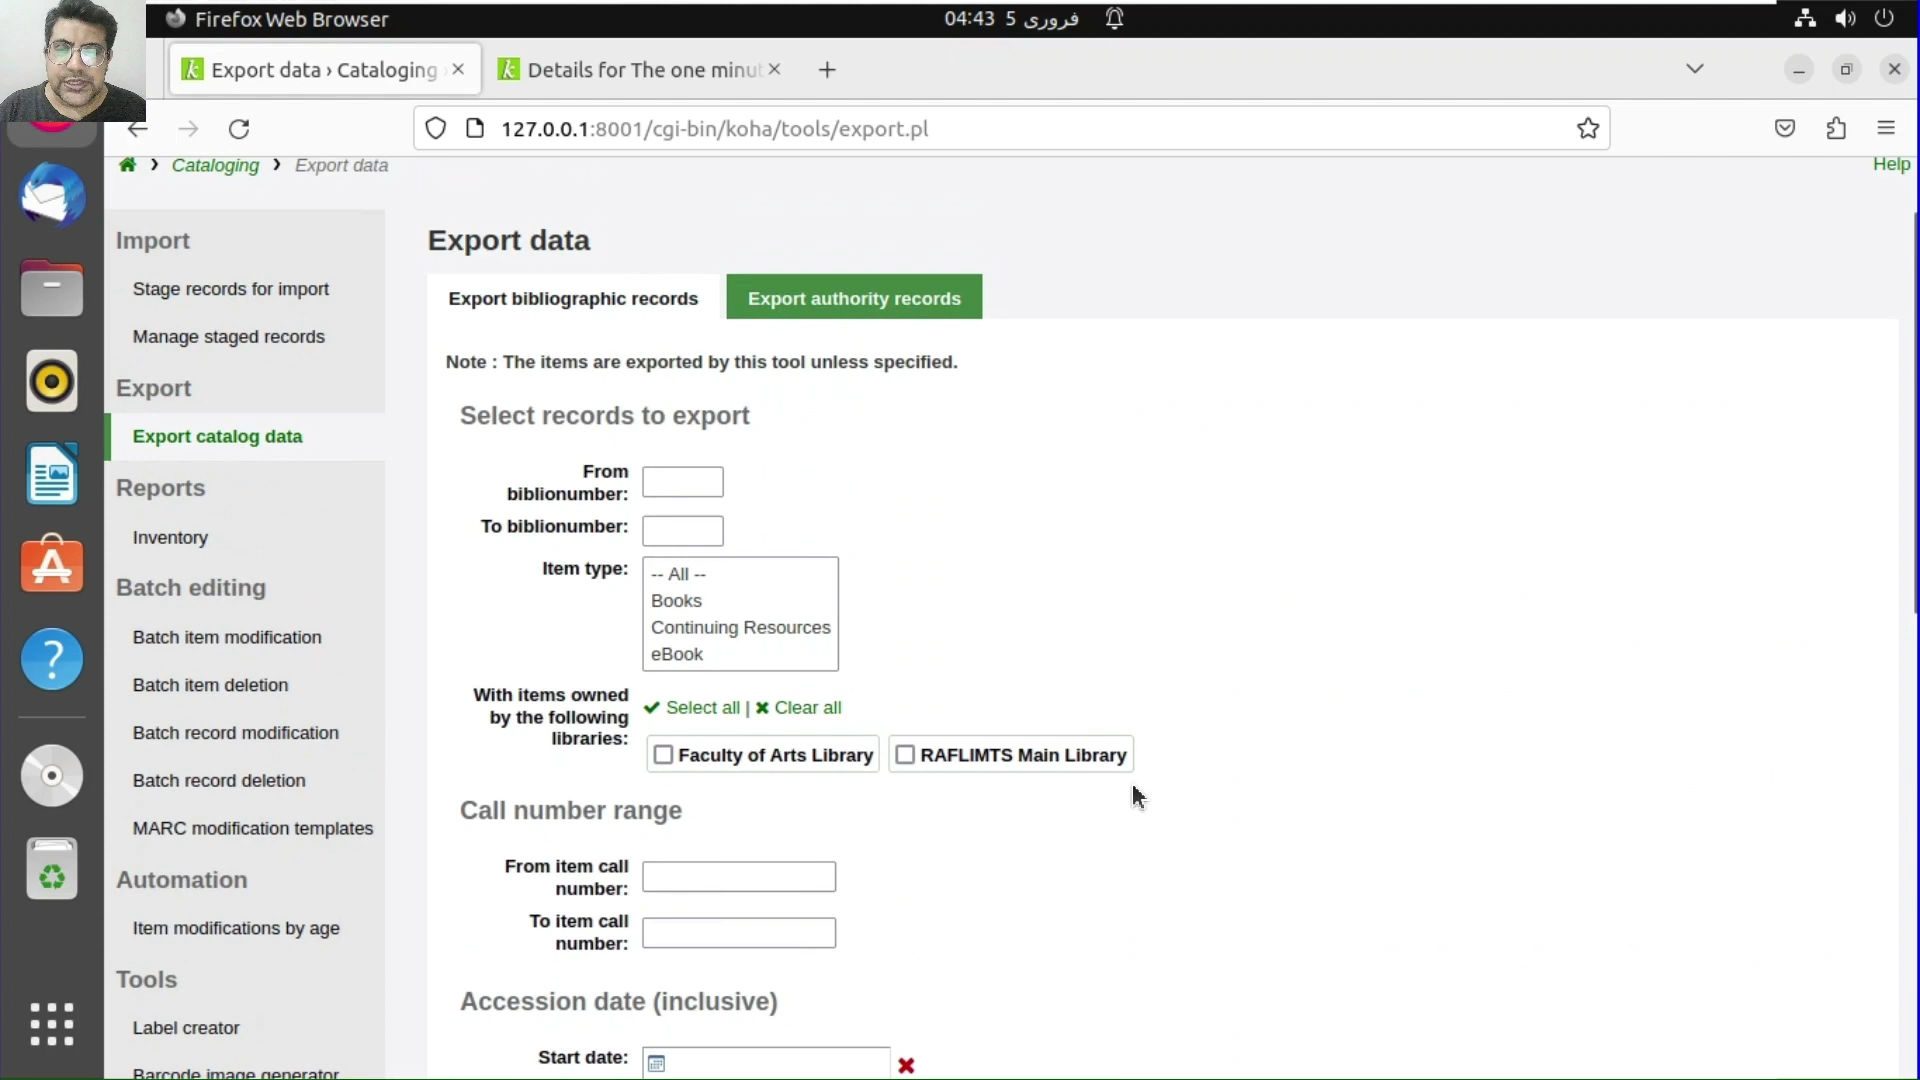 Firefox Web Browser
04:43 5 فروری
Export data › Cataloging
Details for The one minut
127.0.0.1:8001/cgi-bin/koha/tools/export.pl
Cataloging Export data
Help
Import
Stage records for import
Manage staged records
Export
Export catalog data
Reports
Inventory
Batch editing
Batch item modification
Batch item deletion
Batch record modification
Batch record deletion
MARC modification templates
Automation
Item modifications by age
Tools
Label creator
Barcode image generator
Export data
Export bibliographic records
Export authority records
Note : The items are exported by this tool unless specified.
Select records to export
From
biblionumber:
To biblionumber:
Item type:
-- All --
Books
Continuing Resources
eBook
With items owned
by the following
libraries:
Select all | Clear all
Faculty of Arts Library
RAFLIMTS Main Library
Call number range
From item call
number:
To item call
number:
Accession date (inclusive)
Start date: